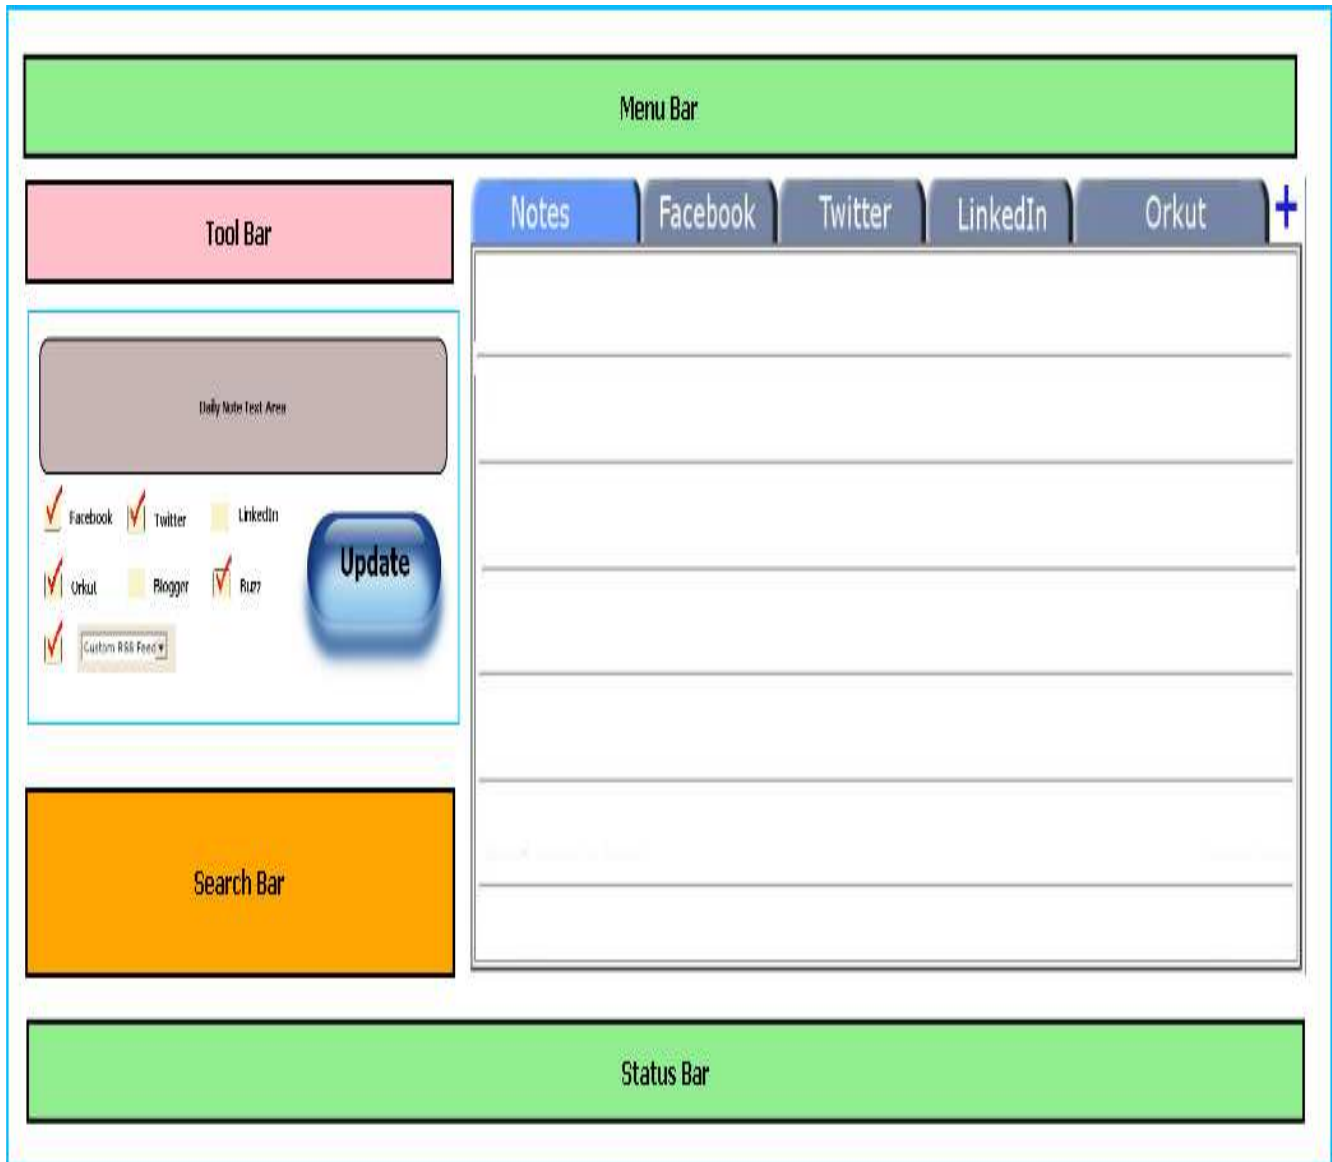 Menu Bar
Tool Bar
Notes Facebook Twitter LinkedIn Orkut +
Daily Note Text Area
Facebook Twitter LinkedIn
Update
Orkut Blogger Buzz
Custom RSS Feed
Search Bar
Status Bar